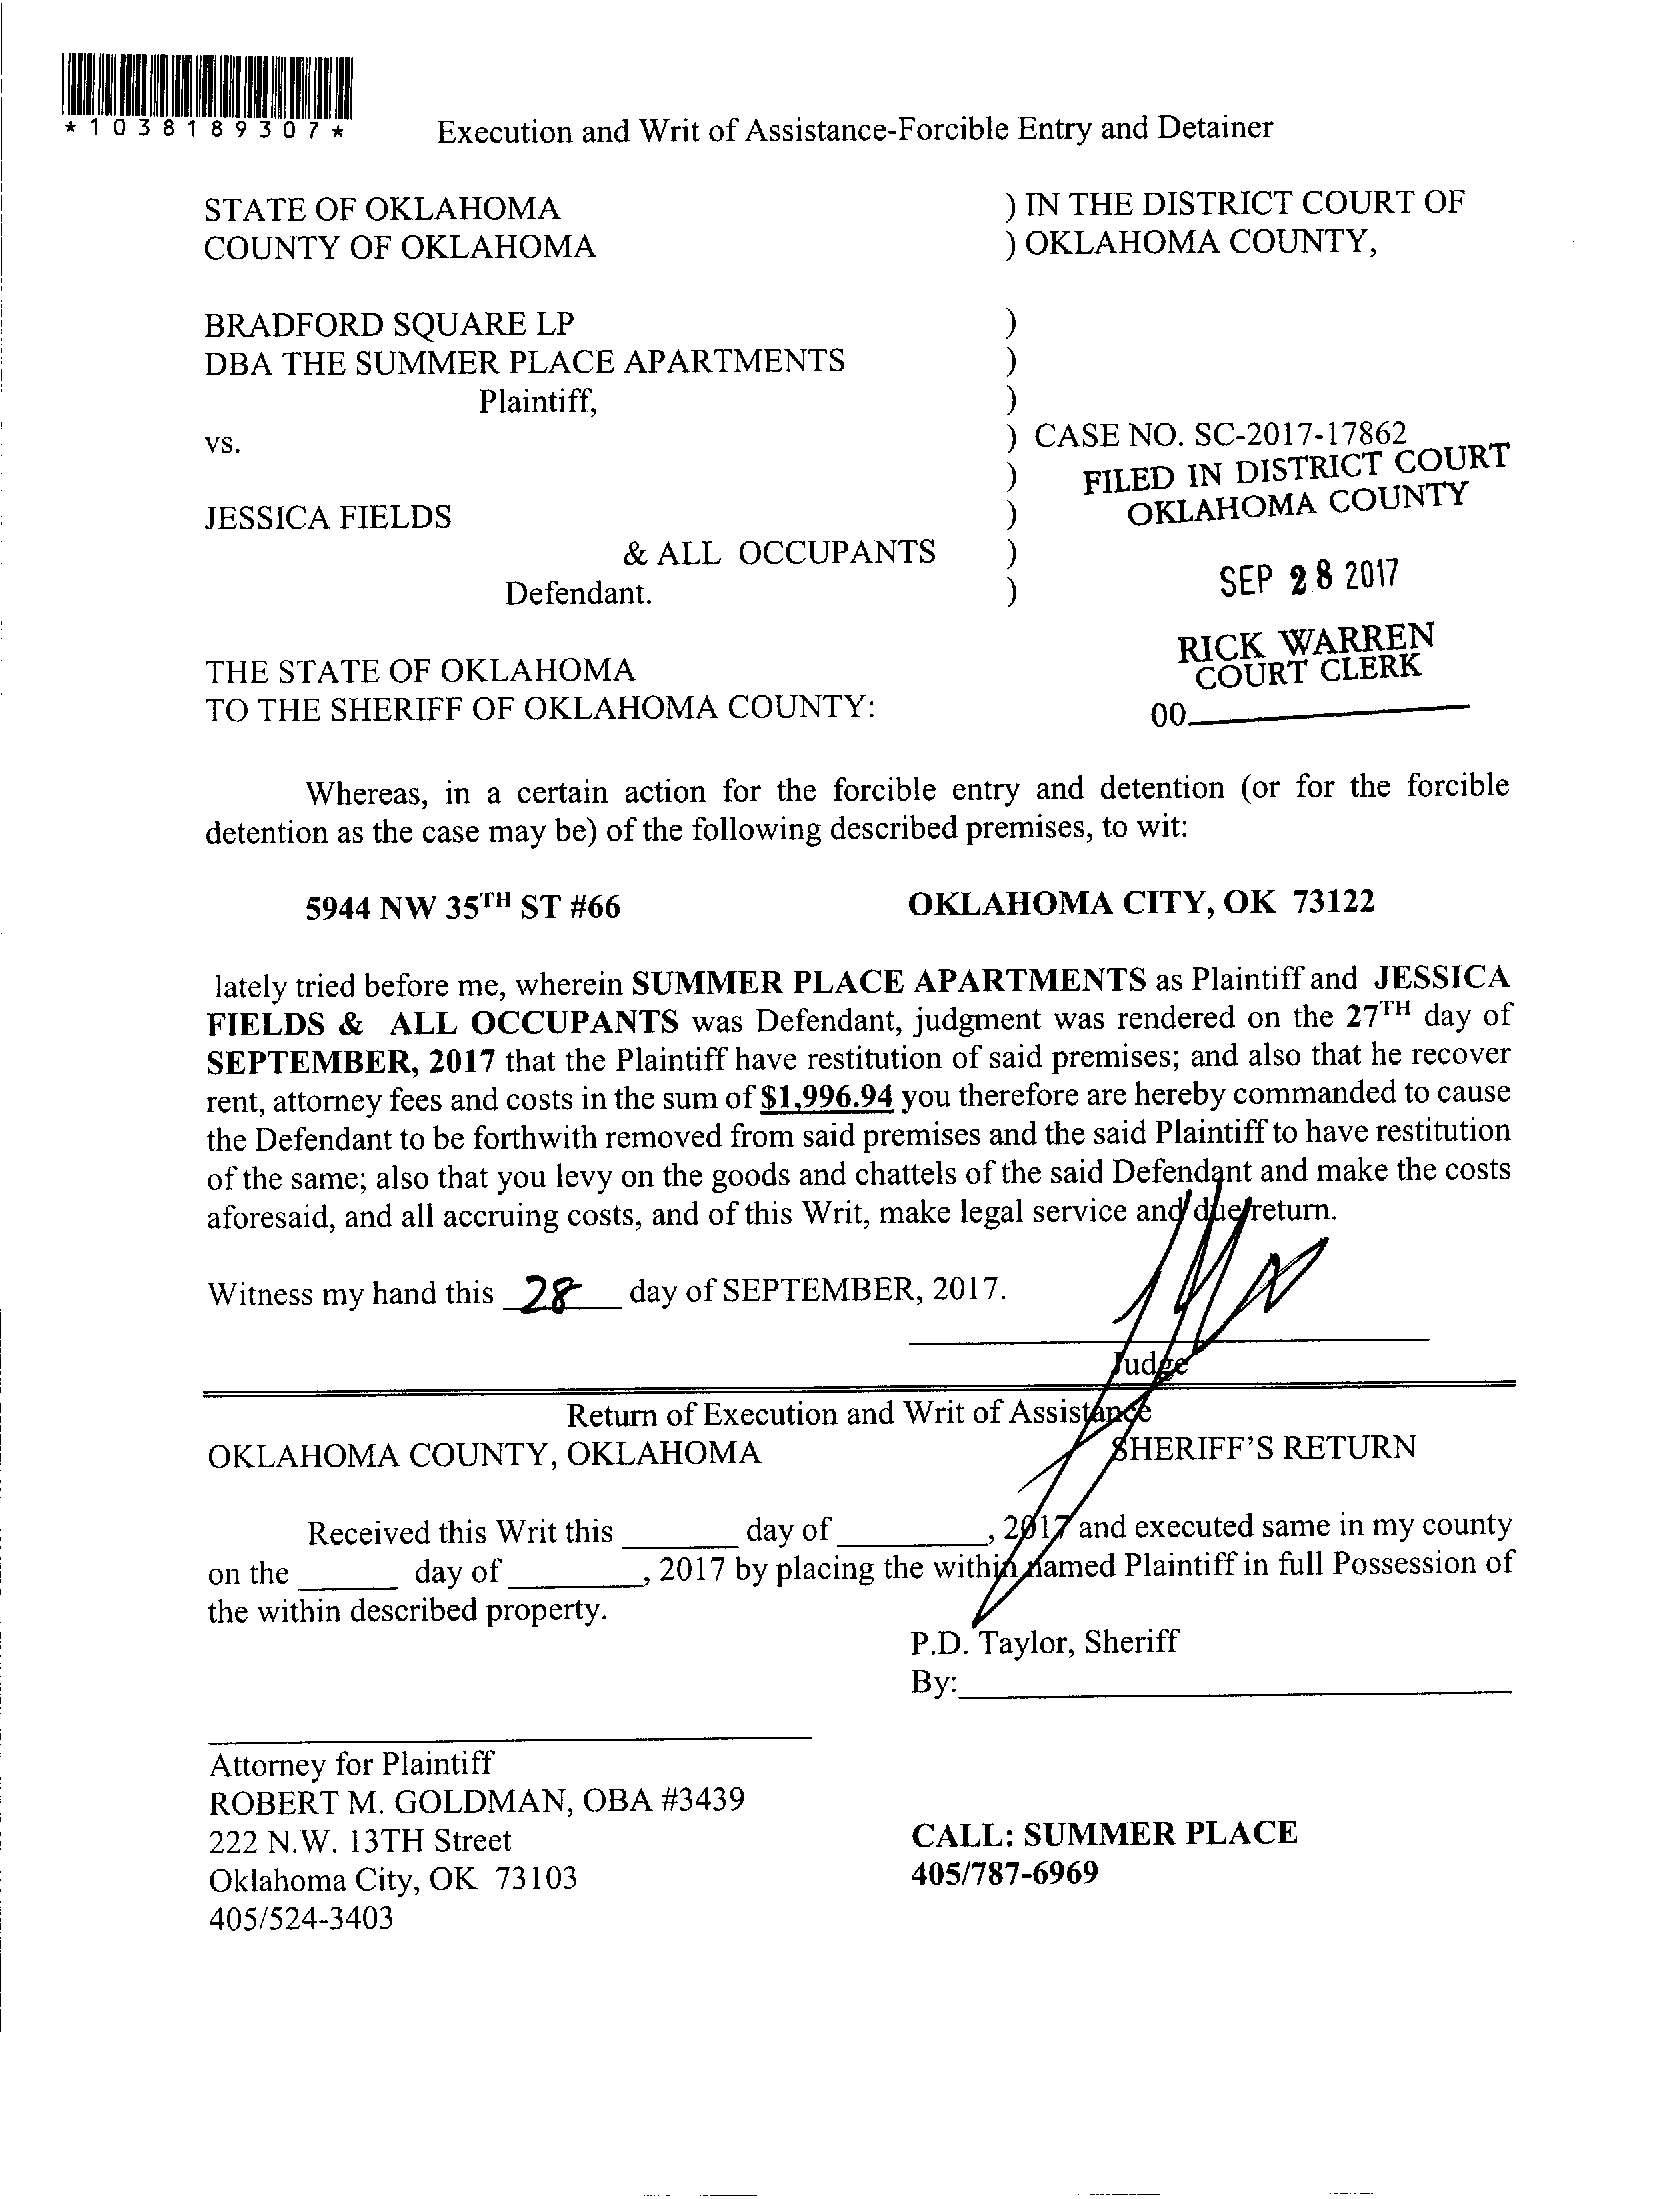 *1038189307*
Execution and Writ of Assistance-Forcible Entry and Detainer
STATE OF OKLAHOMA ) IN THE DISTRICT COURT OF
COUNTY OF OKLAHOMA ) OKLAHOMA COUNTY,
BRADFORD SQUARE LP )
DBA THE SUMMER PLACE APARTMENTS )
Plaintiff, )
vs. ) CASE NO. SC-2017-17862
) FILED IN DISTRICT COURT
JESSICA FIELDS ) OKLAHOMA COUNTY
& ALL OCCUPANTS )
Defendant. ) SEP 28 2017
RICK WARREN
THE STATE OF OKLAHOMA COURT CLERK
TO THE SHERIFF OF OKLAHOMA COUNTY: 00
Whereas, in a certain action for the forcible entry and detention (or for the forcible
detention as the case may be) of the following described premises, to wit:
5944 NW 35TH ST #66 OKLAHOMA CITY, OK 73122
lately tried before me, wherein SUMMER PLACE APARTMENTS as Plaintiff and JESSICA
FIELDS & ALL OCCUPANTS was Defendant, judgment was rendered on the 27TH day of
SEPTEMBER, 2017 that the Plaintiff have restitution of said premises; and also that he recover
rent, attorney fees and costs in the sum of $1,996.94 you therefore are hereby commanded to cause
the Defendant to be forthwith removed from said premises and the said Plaintiff to have restitution
of the same; also that you levy on the goods and chattels of the said Defendant and make the costs
aforesaid, and all accruing costs, and of this Writ, make legal service and due return.
Witness my hand this 28 day of SEPTEMBER, 2017.
Judge
Return of Execution and Writ of Assistance
OKLAHOMA COUNTY, OKLAHOMA SHERIFF'S RETURN
Received this Writ this ______ day of ______, 2017 and executed same in my county
on the ______ day of ______, 2017 by placing the within named Plaintiff in full Possession of
the within described property.
P.D. Taylor, Sheriff
By:
Attorney for Plaintiff
ROBERT M. GOLDMAN, OBA #3439
222 N.W. 13TH Street CALL: SUMMER PLACE
Oklahoma City, OK 73103 405/787-6969
405/524-3403